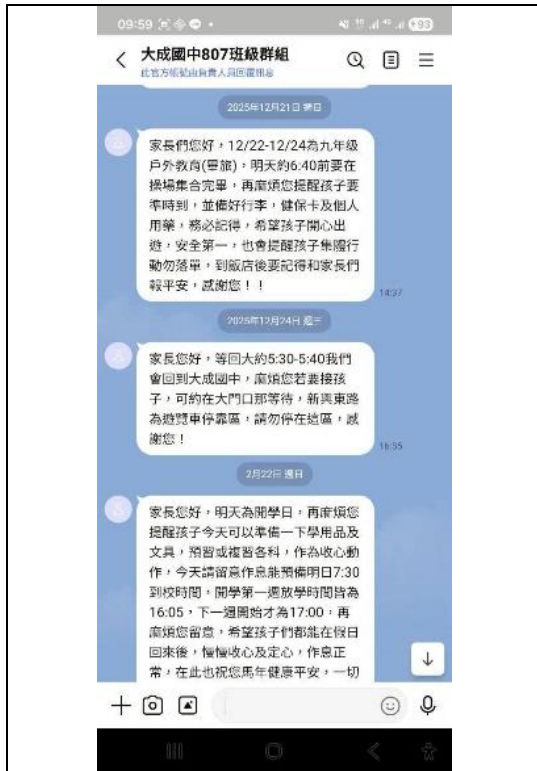 09:59
93
大成國中807班級群組
此官方帳號由負責人員回覆訊息
2025年12月21日 週日
家長們您好，12/22-12/24為九年級
戶外教育(畢旅)，明天約6:40前要在
操場集合完畢，再麻煩您提醒孩子要
準時到，並備好行李，健保卡及個人
用藥，務必記得，希望孩子開心出
遊，安全第一，也會提醒孩子集體行
動勿落單，到飯店後要記得和家長們
報平安，感謝您！！
14:37
2025年12月24日 週三
家長您好，等回大約5:30-5:40我們
會回到大成國中，麻煩您若要接孩
子，可約在大門口那等待，新興東路
為遊覽車停靠區，請勿停在這區，感
謝您！
16:35
2月22日 週日
家長您好，明天為開學日，再麻煩您
提醒孩子今天可以準備一下學用品及
文具，預習或複習各科，作為收心動
作，今天請留意作息能預備明日7:30
到校時間，開學第一週放學時間皆為
16:05，下一週開始才為17:00，再
麻煩您留意，希望孩子們都能在假日
回來後，慢慢收心及定心，作息正
常，在此也祝您馬年健康平安，一切